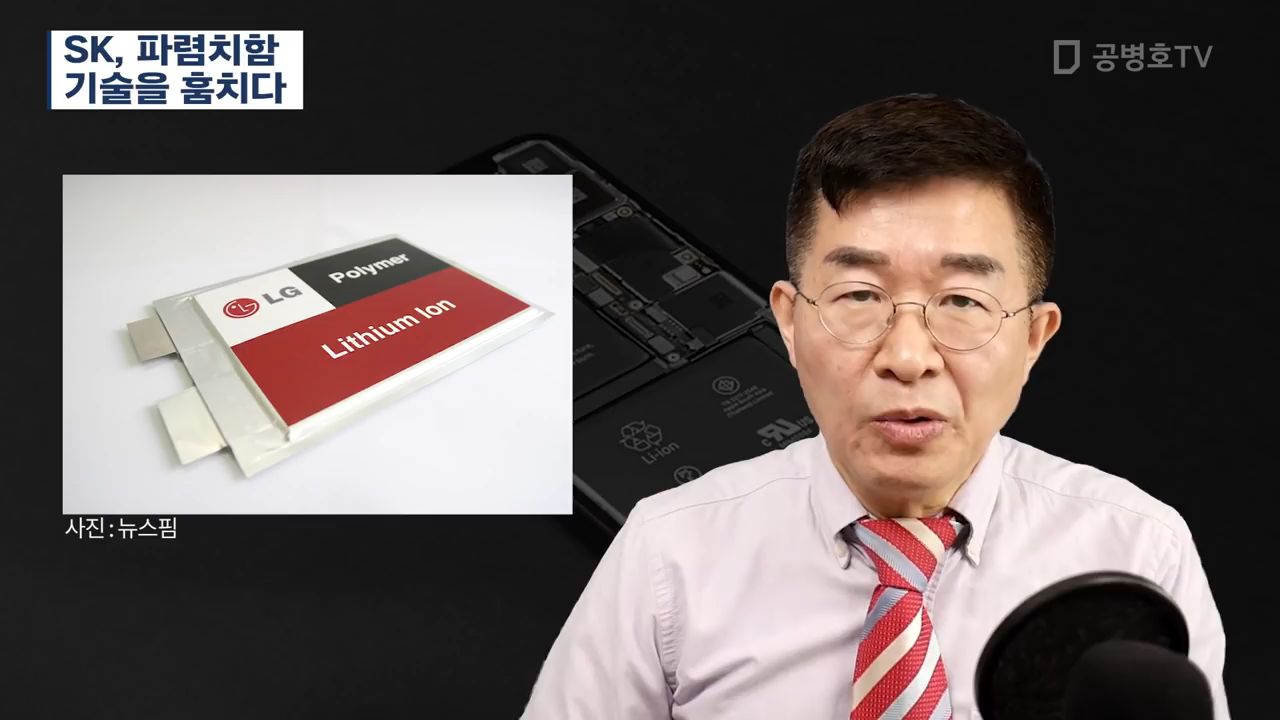 SK, 파렴치함
기술을 훔치다
공병호TV
LG
Polymer
Lithium Ion
Li-ion
사진 : 뉴스핌